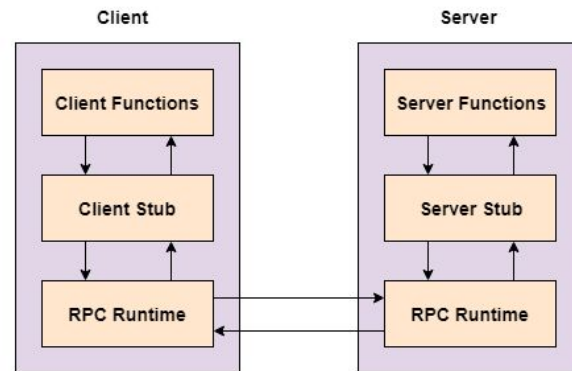 Client
Server
Client Functions
Server Functions
Client Stub
Server Stub
RPC Runtime
RPC Runtime